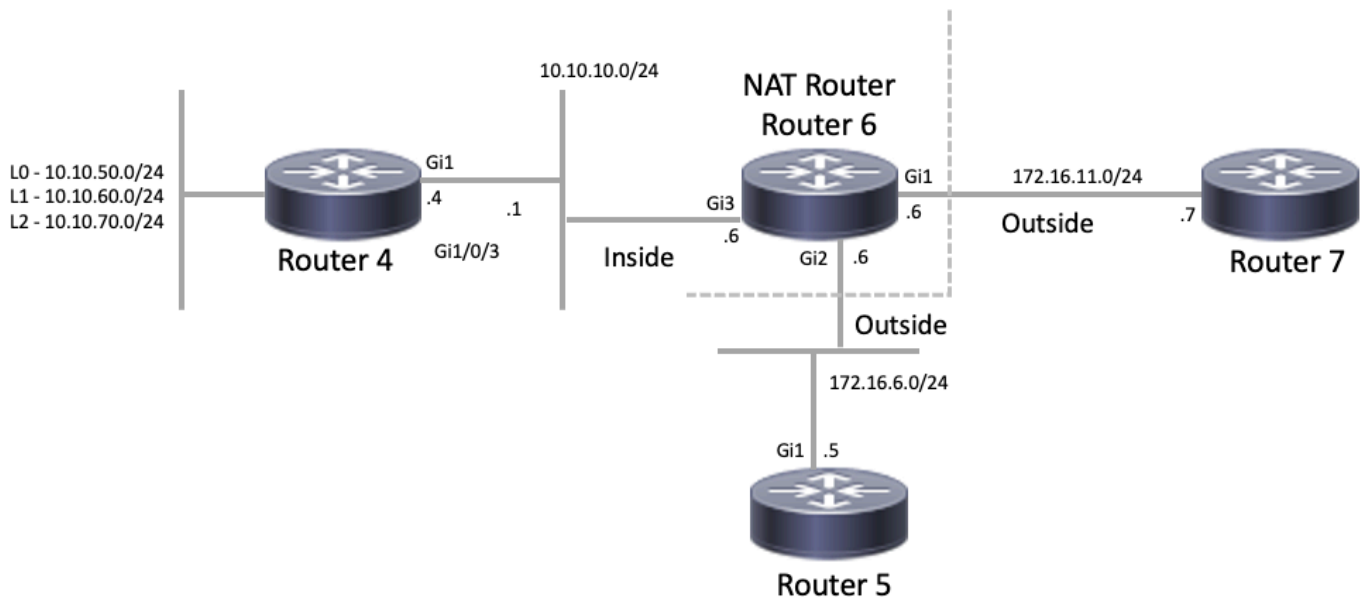 10.10.10.0/24
NAT Router
Router 6
L0 - 10.10.50.0/24
L1 - 10.10.60.0/24
L2 - 10.10.70.0/24
Gi1
.4
.1
Router 4
Gi1/0/3
Gi3
.6
Inside
Gi1
.6
172.16.11.0/24
Outside
.7
Router 7
Gi2
.6
Outside
172.16.6.0/24
Gi1
.5
Router 5